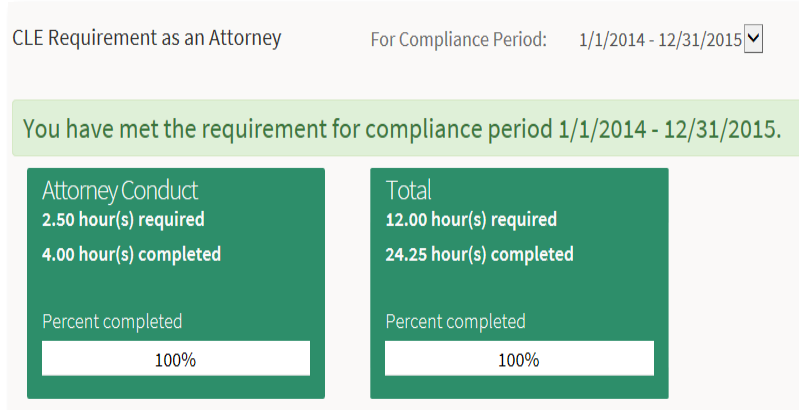 CLE Requirement as an Attorney For Compliance Period: 1/1/2014 - 12/31/2015
You have met the requirement for compliance period 1/1/2014 - 12/31/2015.
Attorney Conduct
2.50 hour(s) required
4.00 hour(s) completed
Percent completed
100%
Total
12.00 hour(s) required
24.25 hour(s) completed
Percent completed
100%